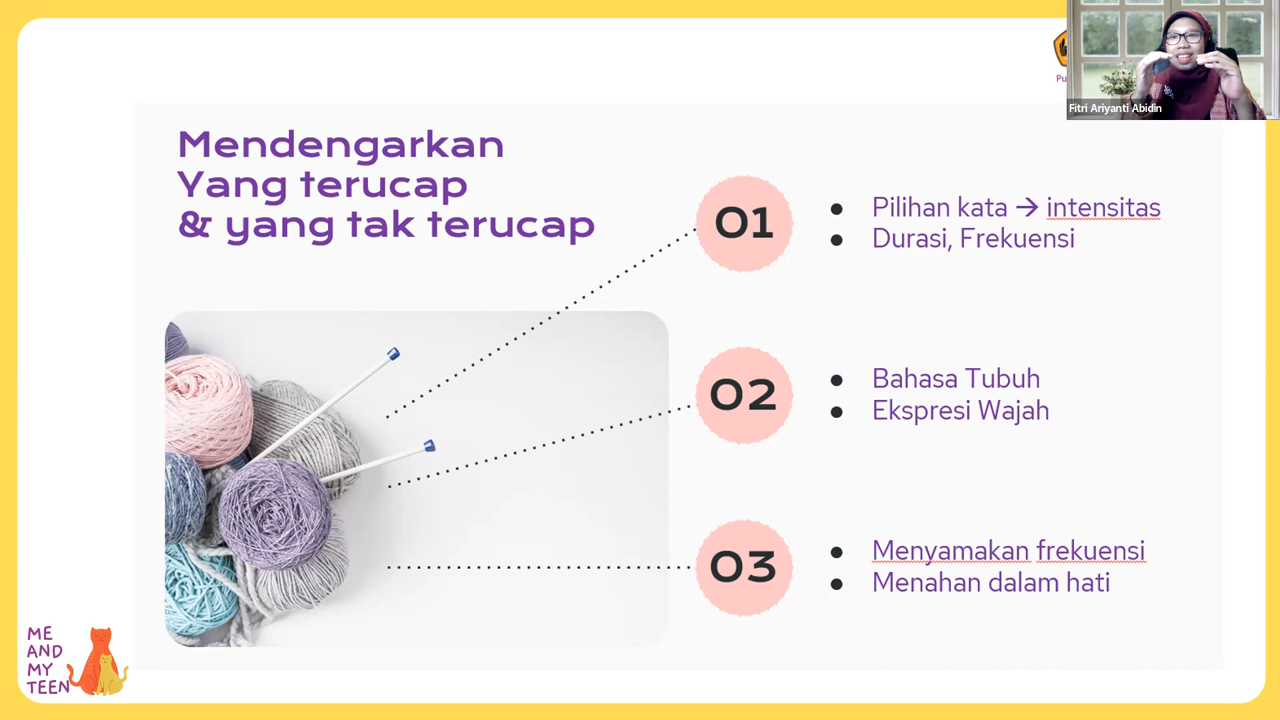 Mendengarkan
Yang terucap
& yang tak terucap
01
Pilihan kata → intensitas
Durasi, Frekuensi
02
Bahasa Tubuh
Ekspresi Wajah
03
Menyamakan frekuensi
Menahan dalam hati
ME
AND
MY
TEEN
Fitri Ariyanti Abidin